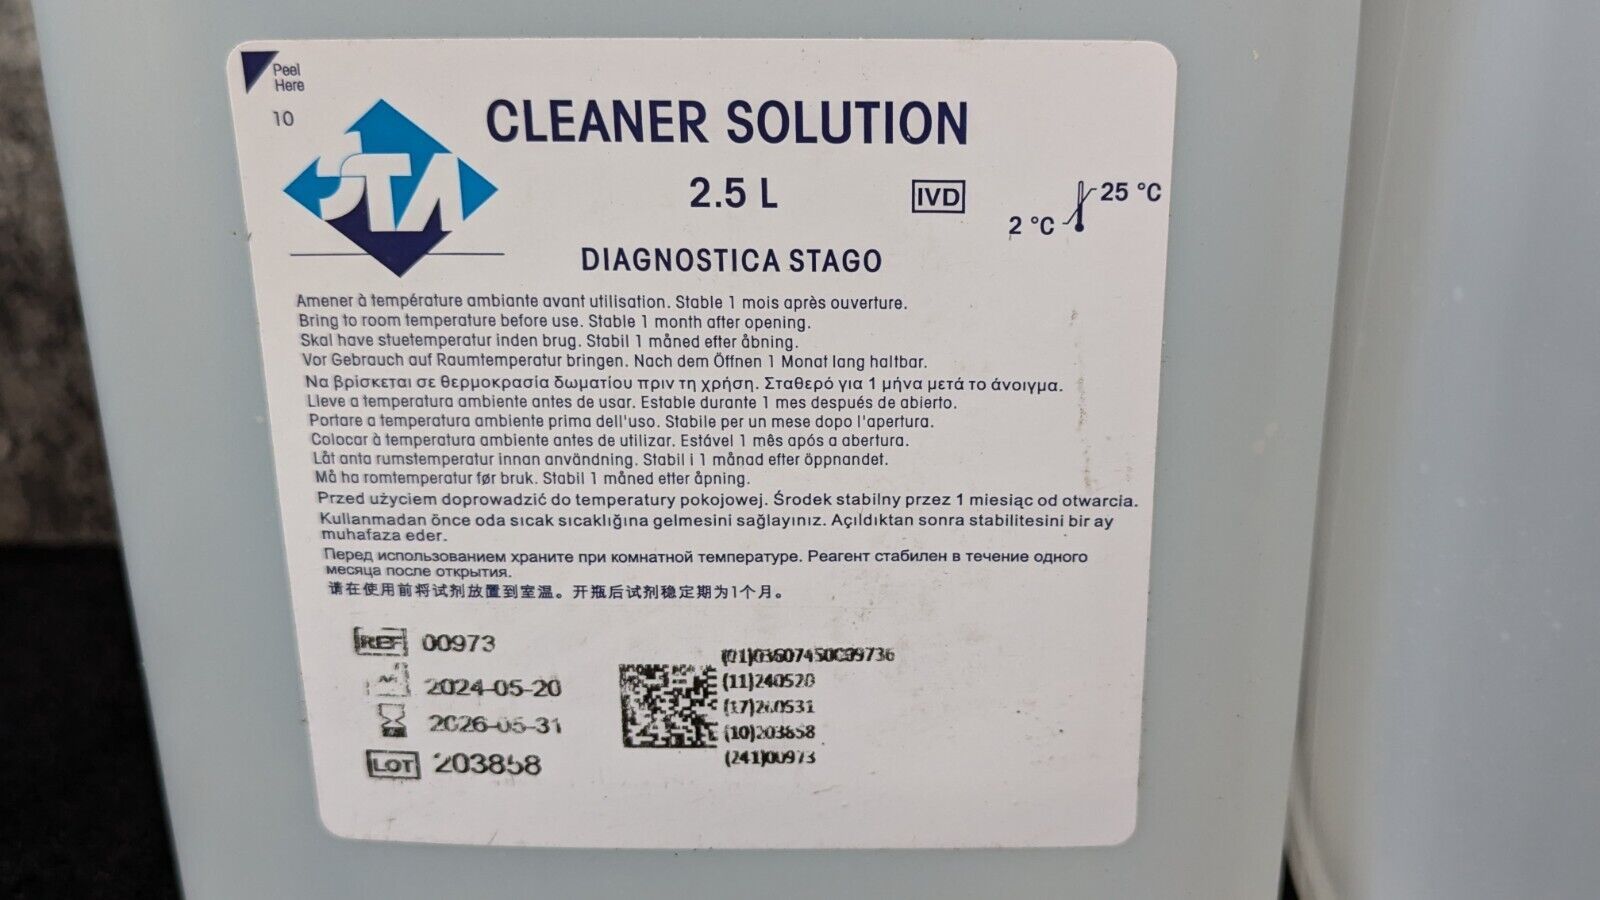 Peel
Here
10
STA
CLEANER SOLUTION
2.5 L
IVD
2 °C
25 °C
DIAGNOSTICA STAGO
Amener à température ambiante avant utilisation. Stable 1 mois après ouverture.
Bring to room temperature before use. Stable 1 month after opening.
Skal have stuetemperatur inden brug. Stabil 1 måned efter åbning.
Vor Gebrauch auf Raumtemperatur bringen. Nach dem Öffnen 1 Monat lang haltbar.
Να βρίσκεται σε θερμοκρασία δωματίου πριν τη χρήση. Σταθερό για 1 μήνα μετά το άνοιγμα.
Lleve a temperatura ambiente antes de usar. Estable durante 1 mes después de abierto.
Portare a temperatura ambiente prima dell'uso. Stabile per un mese dopo l'apertura.
Colocar à temperatura ambiente antes de utilizar. Estável 1 mês após a abertura.
Låt anta rumstemperatur innan användning. Stabil i 1 månad efter öppnandet.
Må ha romtemperatur før bruk. Stabil 1 måned etter åpning.
Przed użyciem doprowadzić do temperatury pokojowej. Środek stabilny przez 1 miesiąc od otwarcia.
Kullanmadan önce oda sıcak sıcaklığına gelmesini sağlayınız. Açıldıktan sonra stabilitesini bir ay
muhafaza eder.
Перед использованием храните при комнатной температуре. Реагент стабилен в течение одного
месяца после открытия.
请在使用前将试剂放置到室温。开瓶后试剂稳定期为1个月。
REF 00973
2024-05-20
2026-05-31
LOT 203858
(01)03607450009736
(11)240520
(17)260531
(10)203858
(241)00973